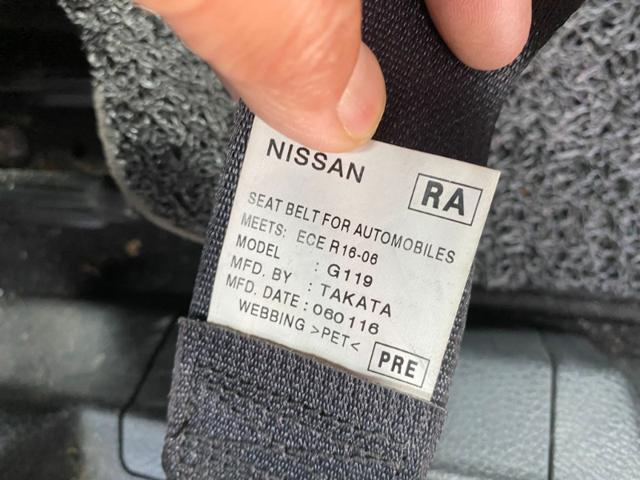 NISSAN
RA
SEAT BELT FOR AUTOMOBILES
MEETS: ECE R16-06
MODEL : G119
MFD. BY : TAKATA
MFD. DATE : 060116
WEBBING >PET<
PRE